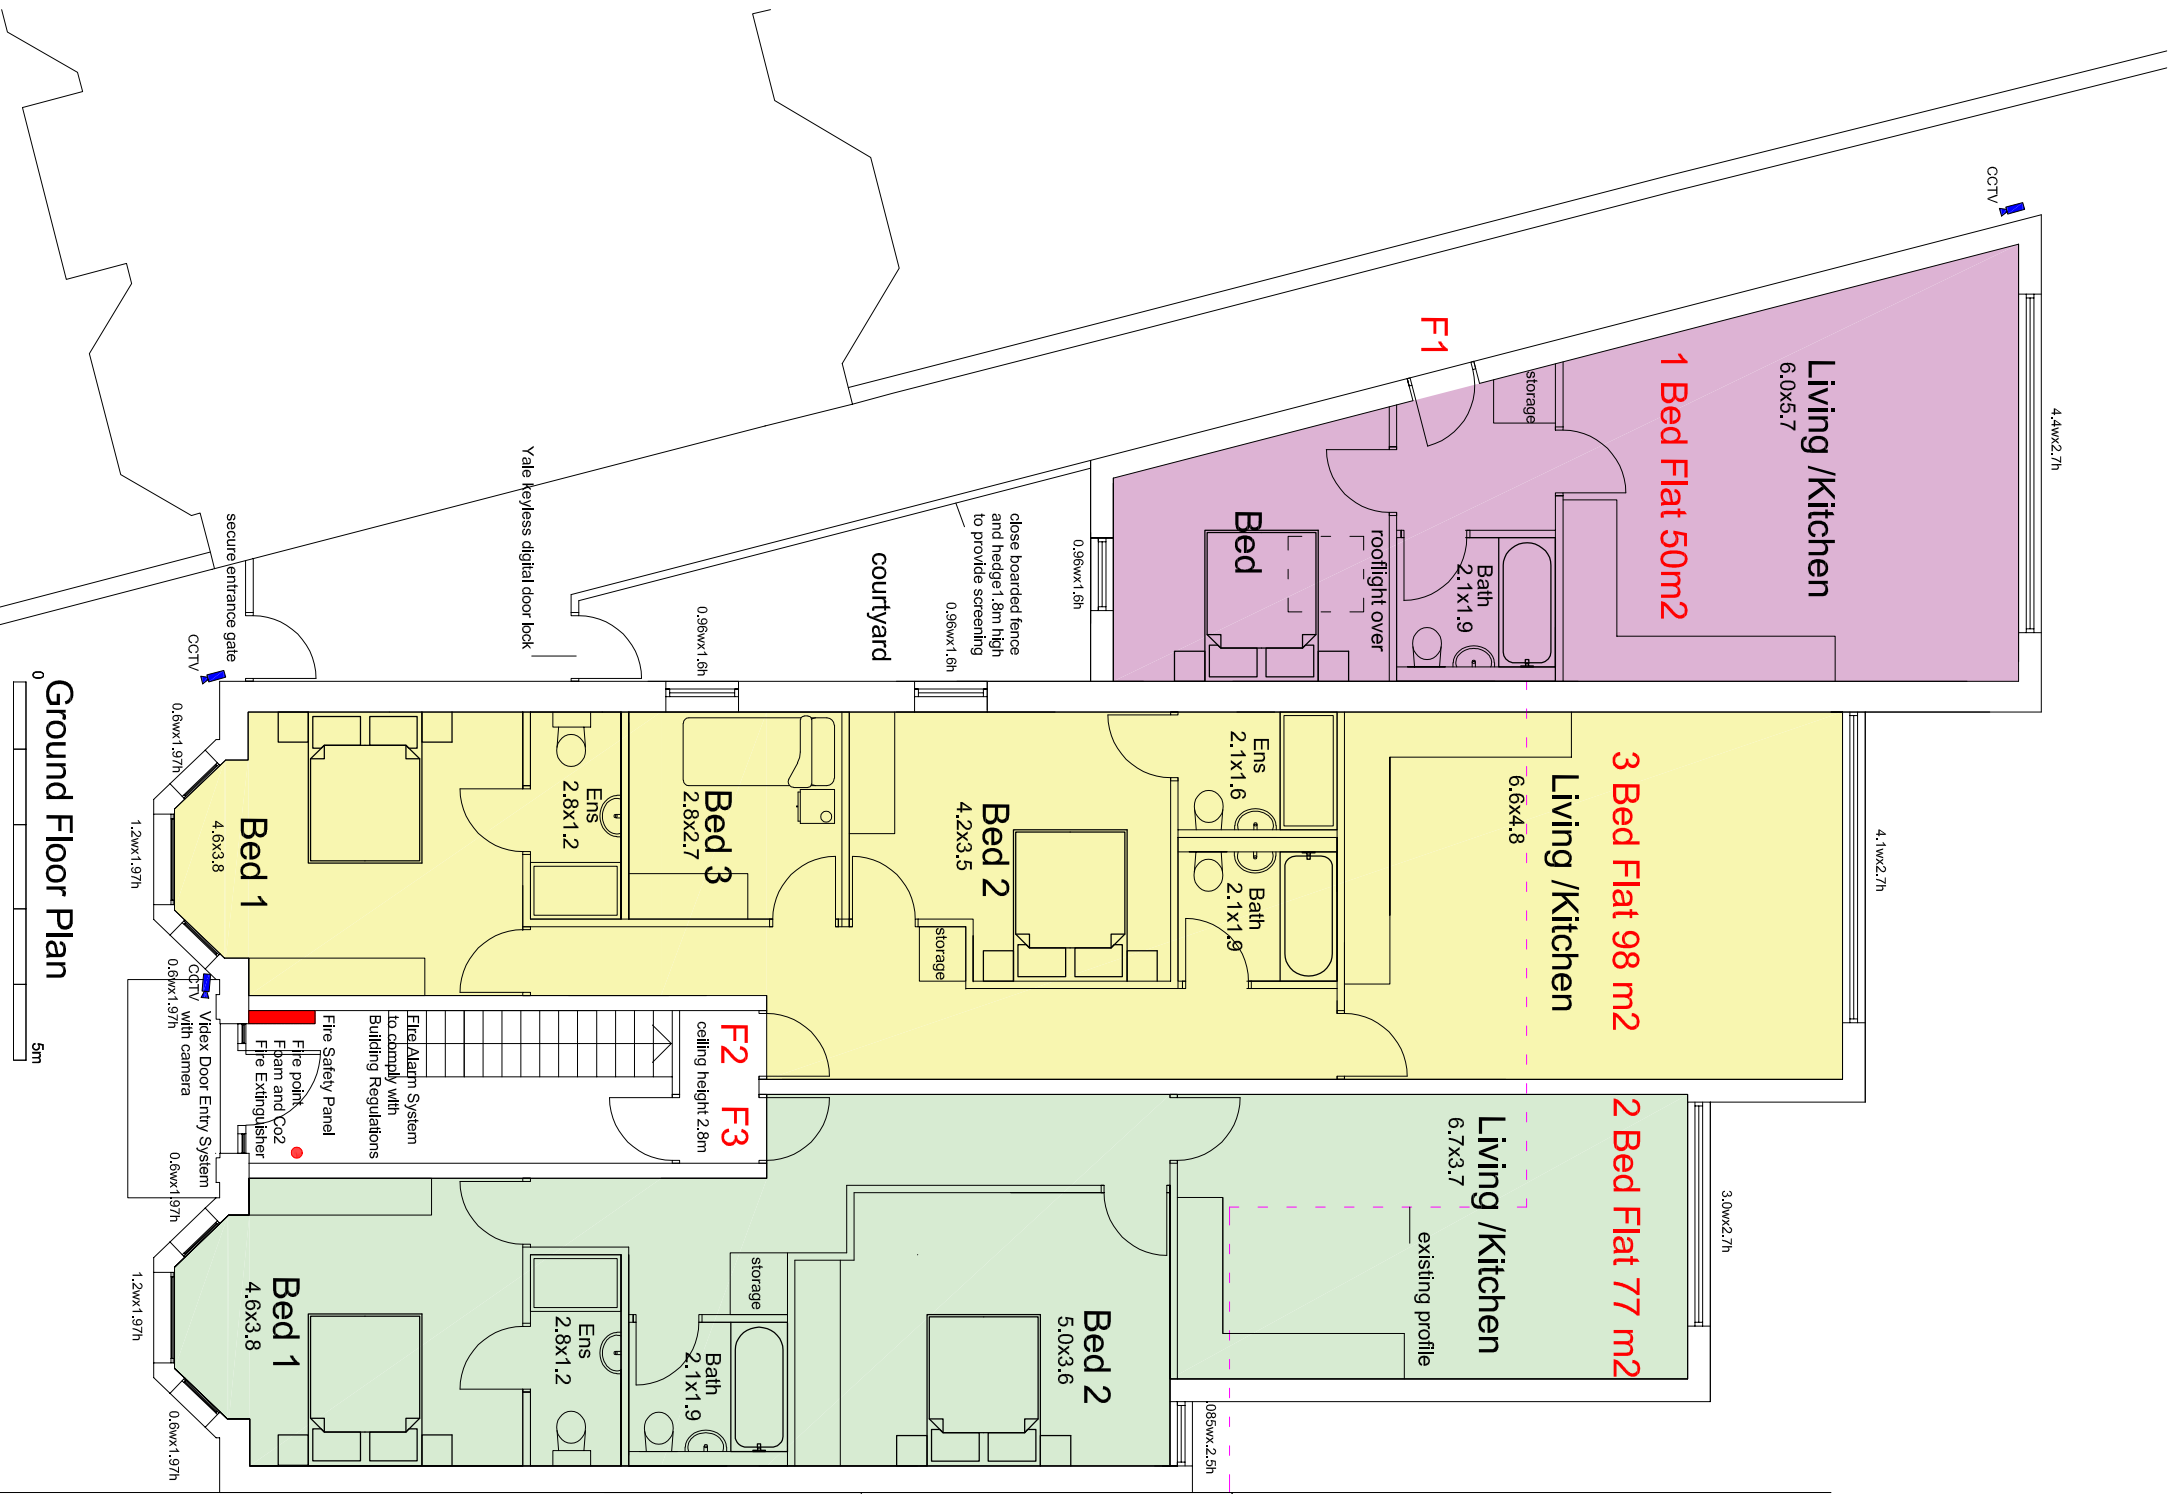 CCTV
4.4wx2.7h
Living /Kitchen
6.0x5.7
1 Bed Flat 50m2
F1
storage
Bath
2.1x1.9
rooflight over
Bed
0.96wx1.6h
close boarded fence
and hedge1.8m high
to provide screening
0.96wx1.6h
courtyard
0.96wx1.6h
Yale keyless digital door lock
secure entrance gate
CCTV
4.1wx2.7h
3 Bed Flat 98 m2
Living /Kitchen
6.6x4.8
Ens
2.1x1.6
Bath
2.1x1.9
Bed 2
4.2x3.5
storage
Bed 3
2.8x2.7
Ens
2.8x1.2
Bed 1
4.6x3.8
0.6wx1.97h
1.2wx1.97h
0.6wx1.97h
CCTV
F2
F3
ceiling height 2.8m
Fire Alarm System
to comply with
Building Regulations
Fire Safety Panel
Fire point
Foam and Co2
Fire Extinguisher
Videx Door Entry System
with camera
3.0wx2.7h
2 Bed Flat 77 m2
Living /Kitchen
6.7x3.7
existing profile
085wx.2.5h
Bed 2
5.0x3.6
storage
Bath
2.1x1.9
Ens
2.8x1.2
Bed 1
4.6x3.8
0.6wx1.97h
1.2wx1.97h
0.6wx1.97h
Ground Floor Plan
0
5m